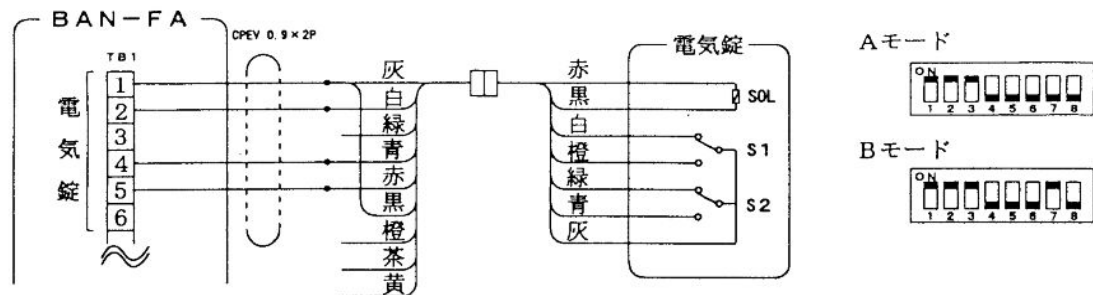 BAN-FA
CPEV 0.9×2P
TB1
電気錠
1
2
3
4
5
6
灰
白
緑
青
赤
黒
橙
茶
黄
電気錠
赤
黒
白
橙
緑
青
灰
SOL
S1
S2
Aモード
ON
1 2 3 4 5 6 7 8
Bモード
ON
1 2 3 4 5 6 7 8